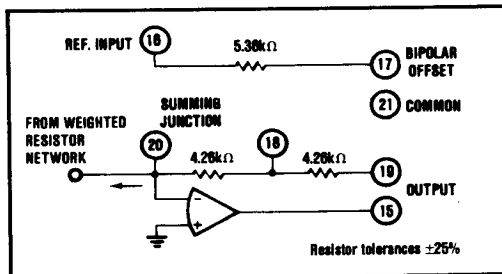 REF. INPUT
16
5.36kΩ
17
BIPOLAR
OFFSET
21
COMMON
SUMMING
JUNCTION
FROM WEIGHTED
RESISTOR
NETWORK
20
4.26kΩ
18
4.26kΩ
19
OUTPUT
15
-
+
Resistor tolerances ±25%